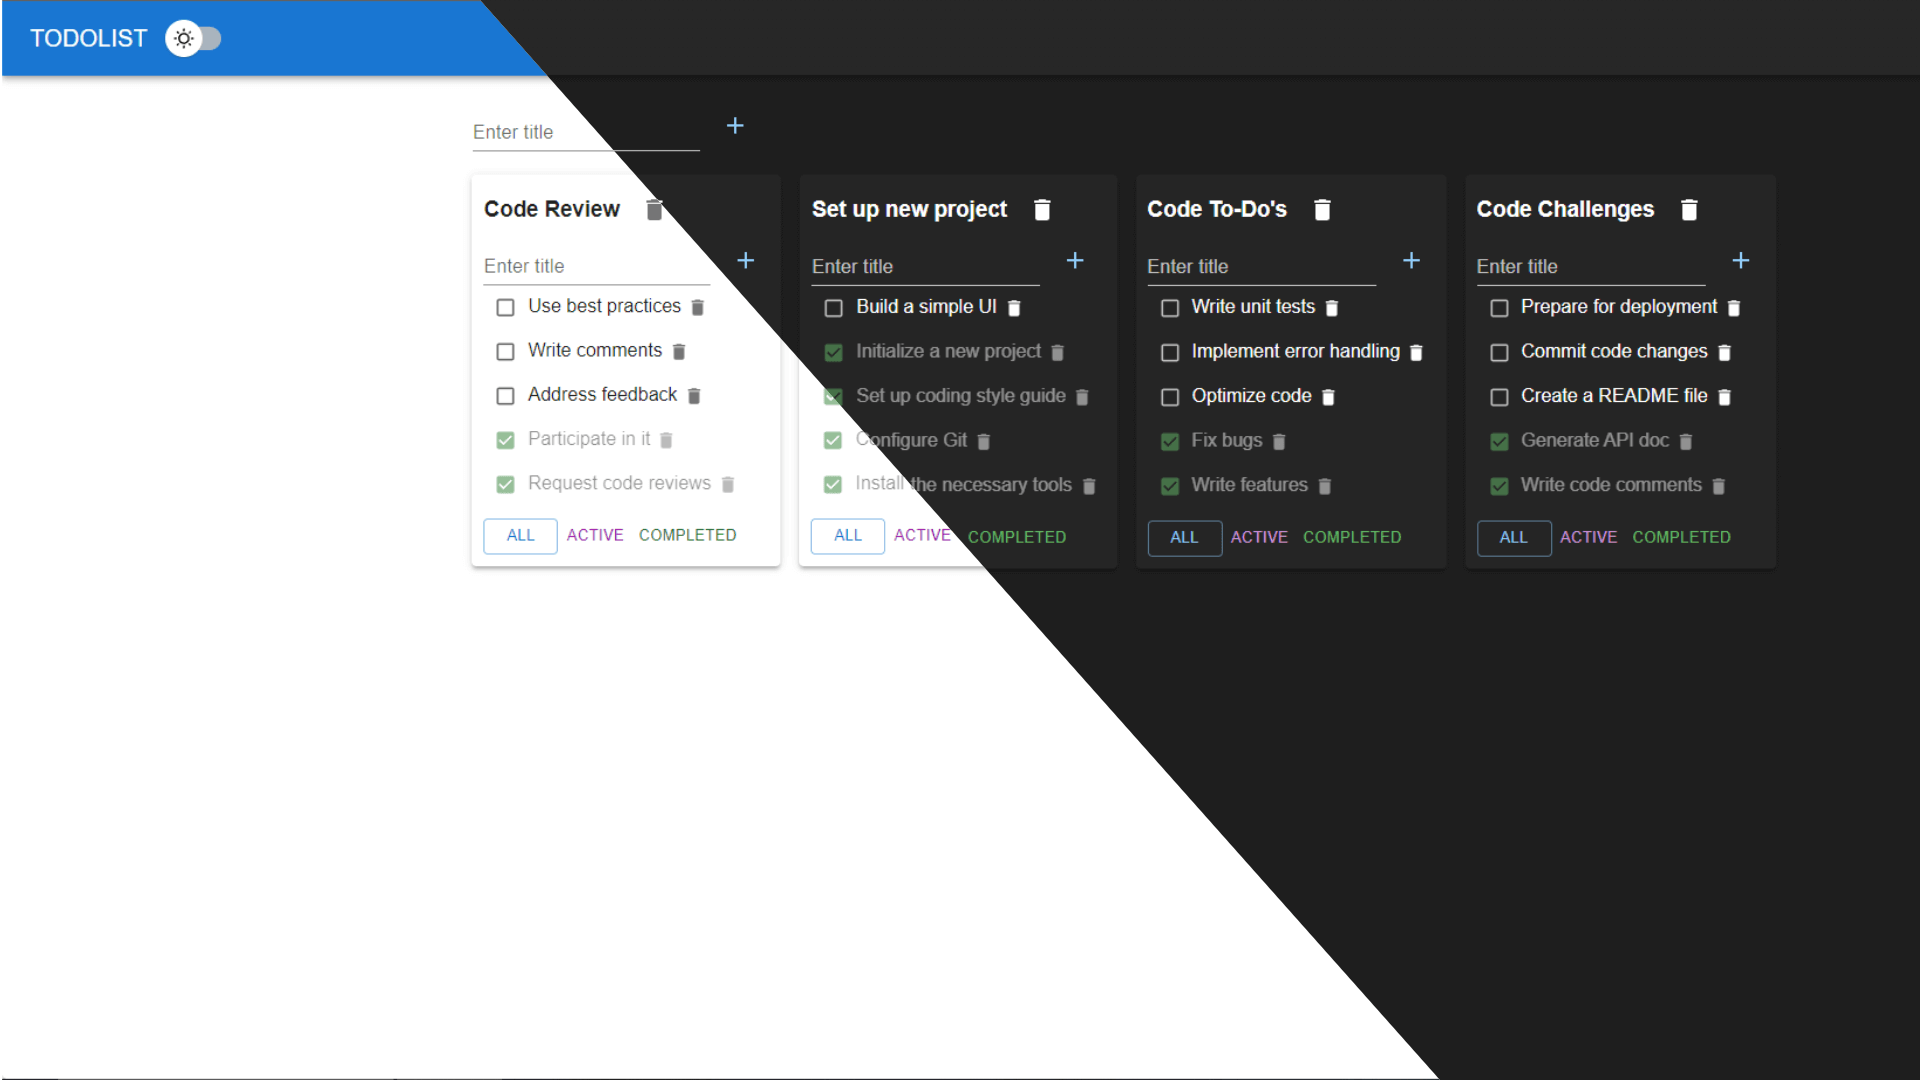 TODOLIST
Enter title
Code Review
Enter title
Use best practices
Write comments
Address feedback
Participate in it
Request code reviews
ALL ACTIVE COMPLETED
Set up new project
Enter title
Build a simple UI
Initialize a new project
Set up coding style guide
Configure Git
Install the necessary tools
ALL ACTIVE COMPLETED
Code To-Do's
Enter title
Write unit tests
Implement error handling
Optimize code
Fix bugs
Write features
ALL ACTIVE COMPLETED
Code Challenges
Enter title
Prepare for deployment
Commit code changes
Create a README file
Generate API doc
Write code comments
ALL ACTIVE COMPLETED